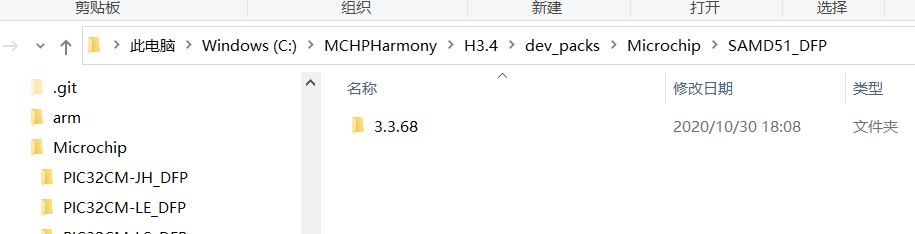 剪贴板 组织 新建 打开 选择
此电脑 Windows (C:) MCHPHarmony H3.4 dev_packs Microchip SAMD51_DFP
.git
arm
Microchip
PIC32CM-JH_DFP
PIC32CM-LE_DFP
名称 修改日期 类型
3.3.68 2020/10/30 18:08 文件夹